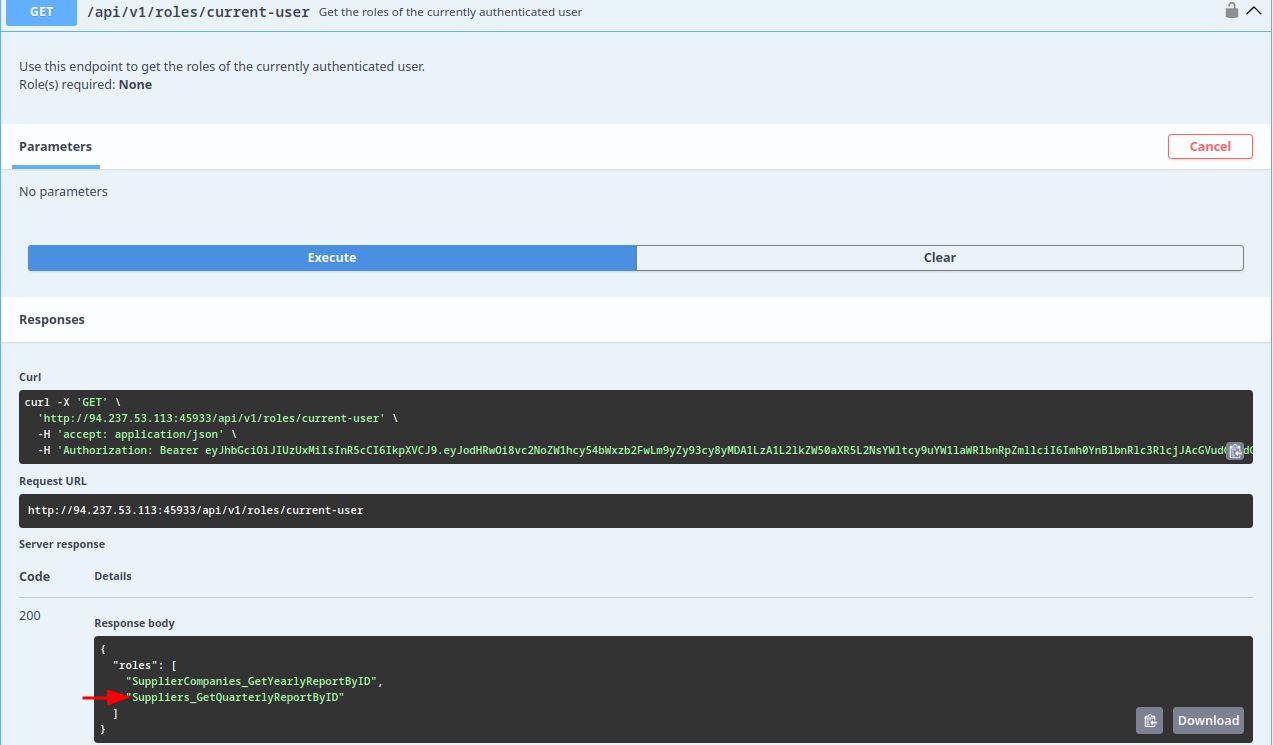 GET /api/v1/roles/current-user Get the roles of the currently authenticated user
Use this endpoint to get the roles of the currently authenticated user.
Role(s) required: None
Parameters
Cancel
No parameters
Execute
Clear
Responses
Curl
curl -X 'GET' \
'http://94.237.53.113:45933/api/v1/roles/current-user' \
-H 'accept: application/json' \
-H 'Authorization: Bearer
Request URL
http://94.237.53.113:45933/api/v1/roles/current-user
Server response
Code Details
200
Response body
{
"roles": [
"SupplierCompanies_GetYearlyReportByID",
"Suppliers_GetQuarterlyReportByID"
]
}
Download